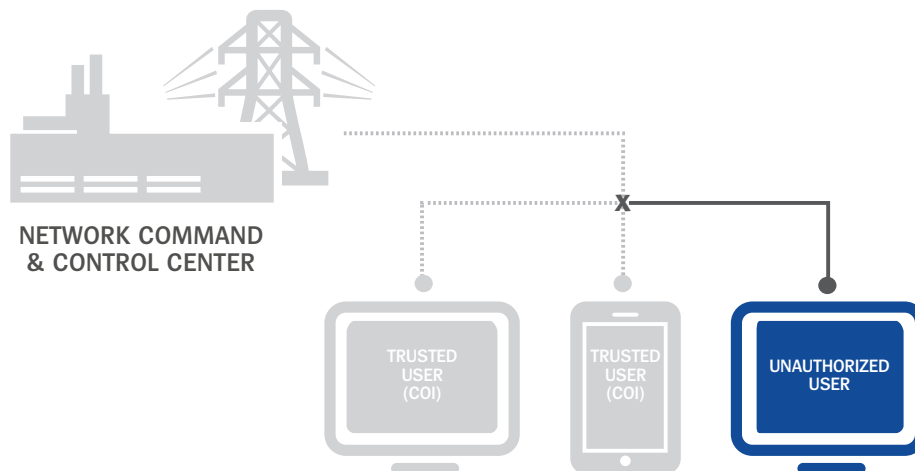 NETWORK COMMAND
& CONTROL CENTER
X
TRUSTED
USER
(COI)
TRUSTED
USER
(COI)
UNAUTHORIZED
USER